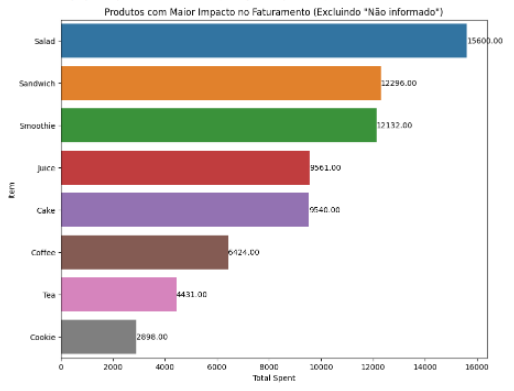 Produtos com Maior Impacto no Faturamento (Excluindo "Não informado")
Salad 15600.00
Sandwich 12296.00
Smoothie 12132.00
Juice 9561.00
Item
Cake 9540.00
Coffee 6424.00
Tea 4431.00
Cookie 2898.00
0 2000 4000 6000 8000 10000 12000 14000 16000
Total Spent